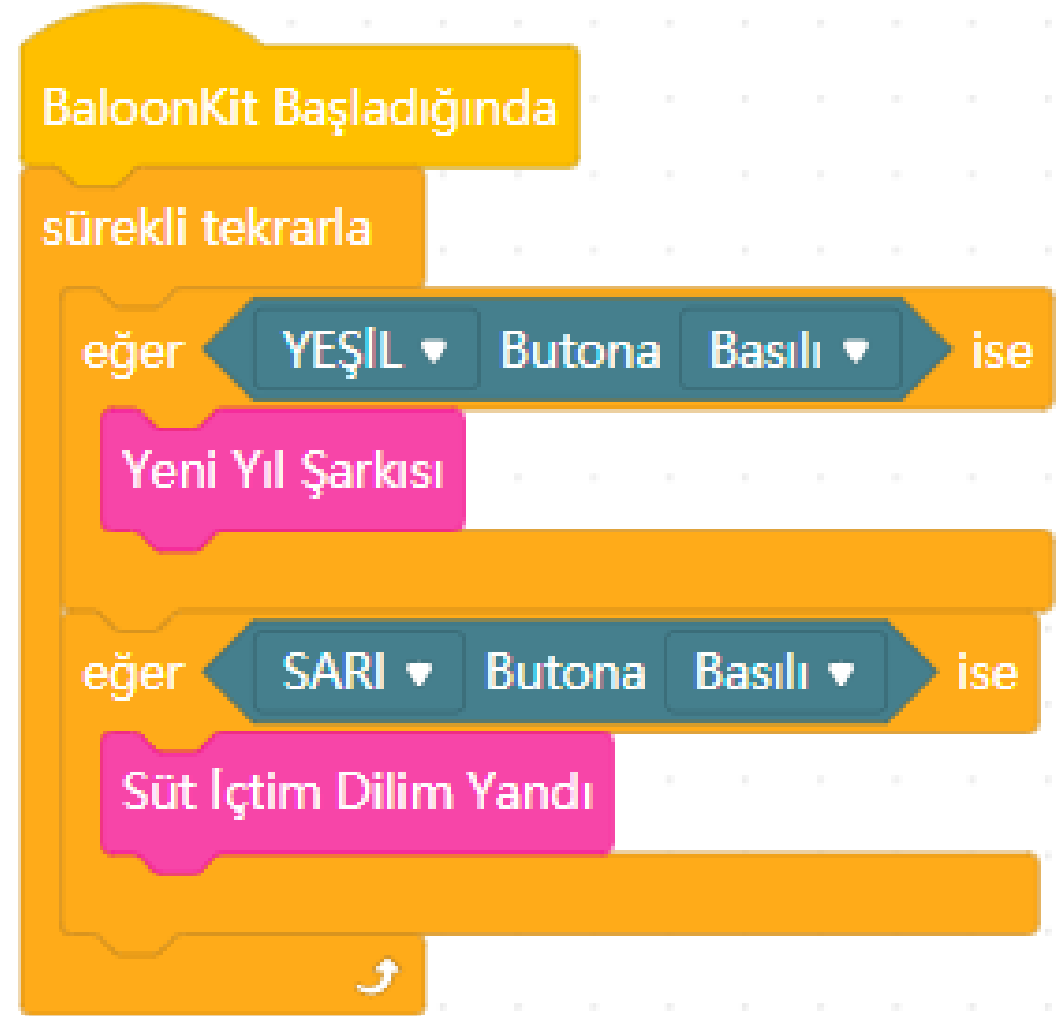 BaloonKit Başladığında
sürekli tekrarla
eğer YEŞİL Butona Basılı ise
Yeni Yıl Şarkısı
eğer SARI Butona Basılı ise
Süt İçtim Dilim Yandı